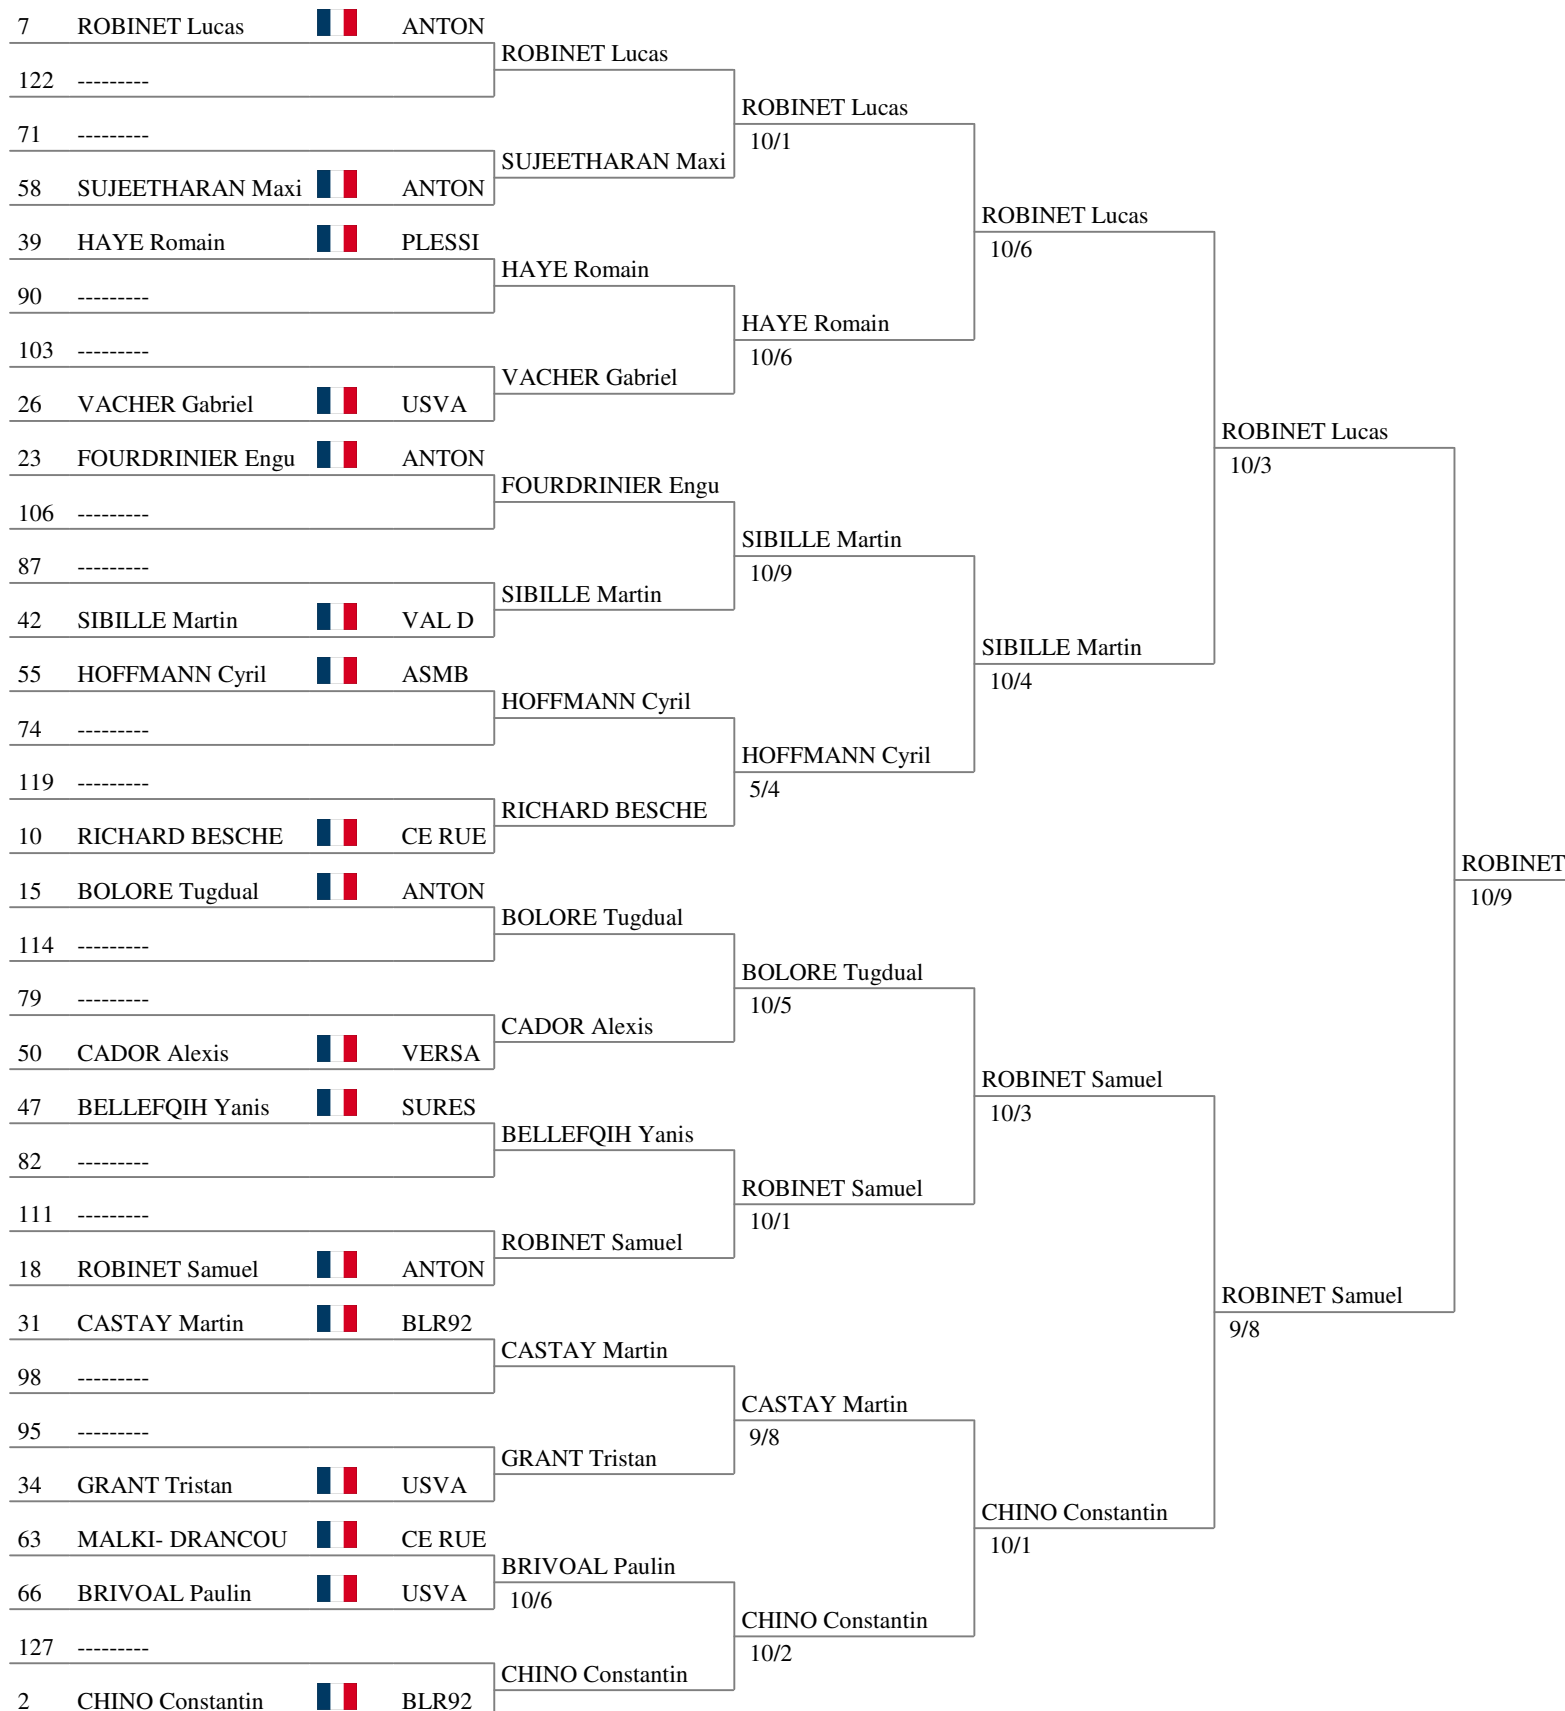 7 ROBINET Lucas ANTON
ROBINET Lucas
122 ---------
ROBINET Lucas
10/1
71 ---------
SUJEETHARAN Maxi
58 SUJEETHARAN Maxi ANTON
ROBINET Lucas
10/6
39 HAYE Romain PLESSI
HAYE Romain
90 ---------
HAYE Romain
10/6
103 ---------
VACHER Gabriel
26 VACHER Gabriel USVA
ROBINET Lucas
10/3
23 FOURDRINIER Engu ANTON
FOURDRINIER Engu
106 ---------
SIBILLE Martin
10/9
87 ---------
SIBILLE Martin
42 SIBILLE Martin VAL D
SIBILLE Martin
10/4
55 HOFFMANN Cyril ASMB
HOFFMANN Cyril
74 ---------
HOFFMANN Cyril
5/4
119 ---------
RICHARD BESCHE
10 RICHARD BESCHE CE RUE
ROBINET
10/9
15 BOLORE Tugdual ANTON
BOLORE Tugdual
114 ---------
BOLORE Tugdual
10/5
79 ---------
CADOR Alexis
50 CADOR Alexis VERSA
ROBINET Samuel
10/3
47 BELLEFQIH Yanis SURES
BELLEFQIH Yanis
82 ---------
ROBINET Samuel
10/1
111 ---------
ROBINET Samuel
18 ROBINET Samuel ANTON
ROBINET Samuel
9/8
31 CASTAY Martin BLR92
CASTAY Martin
98 ---------
CASTAY Martin
9/8
95 ---------
GRANT Tristan
34 GRANT Tristan USVA
CHINO Constantin
10/1
63 MALKI- DRANCOU CE RUE
BRIVOAL Paulin
10/6
66 BRIVOAL Paulin USVA
CHINO Constantin
10/2
127 ---------
CHINO Constantin
2 CHINO Constantin BLR92